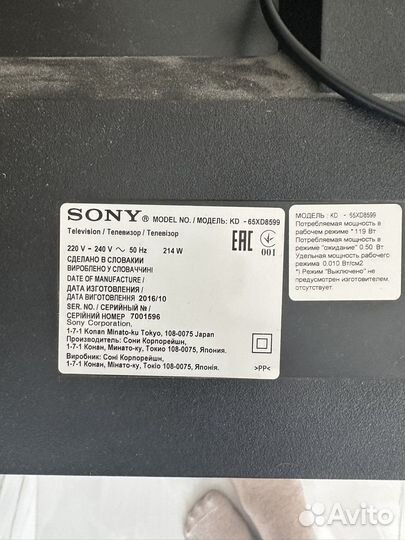 SONY® MODEL NO. / МОДЕЛЬ: KD - 65XD8599
Television / Телевизор / Телевізор
220 V - 240 V ~ 50 Hz 214 W
EAC
001
СДЕЛАНО В СЛОВАКИИ
ВИРОБЛЕНО У СЛОВАЧЧИНІ
DATE OF MANUFACTURE /
ДАТА ИЗГОТОВЛЕНИЯ /
ДАТА ВИГОТОВЛЕННЯ 2016/10
SER. NO. / СЕРИЙНЫЙ № /
СЕРІЙНИЙ НОМЕР 7001596
Sony Corporation,
1-7-1 Konan Minato-ku Tokyo, 108-0075 Japan
Производитель: Сони Корпорейшн,
1-7-1 Конан, Минато-ку, Токио 108-0075, Япония.
Виробник: Соні Корпорейшн,
1-7-1 Конан, Мінато-ку, Токіо 108-0075, Японія.
>PP<
МОДЕЛЬ: KD - 65XD8599
Потребляемая мощность в
рабочем режиме * 119 Вт
Потребляемая мощность в
режиме "ожидание" 0.50 Вт
Удельная мощность рабочего
режима 0.010 Вт/см2
*) Режим "Выключено" не
предусмотрен изготовителем,
отсутствует.
Avito